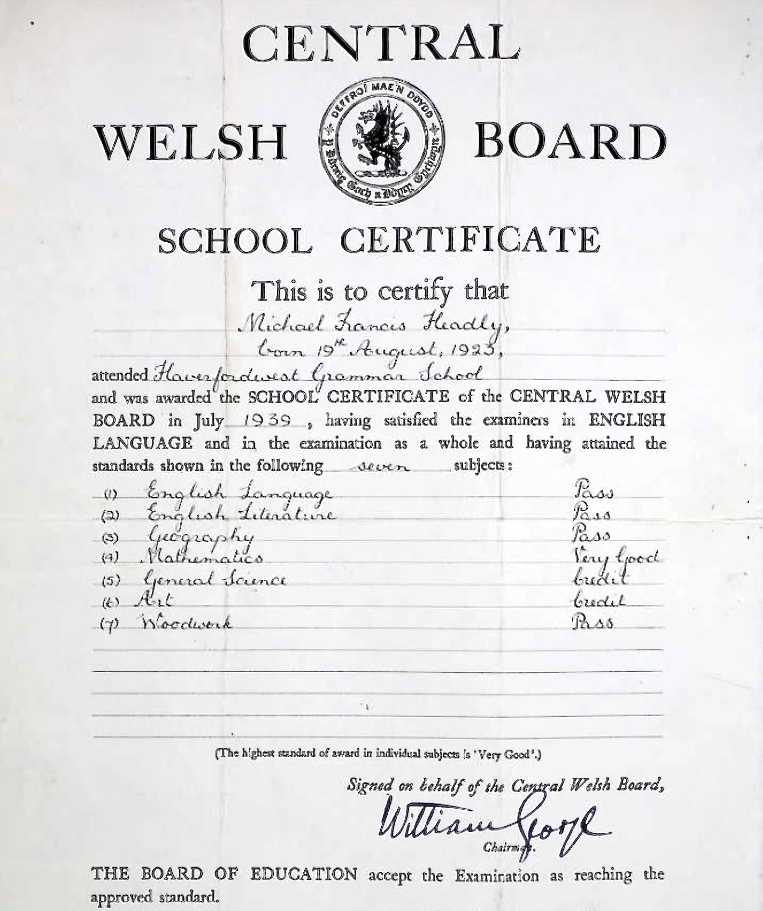 CENTRAL
WELSH BOARD
DEFFRO! MAE'N DDYDD
Y Ddraig Goch a Ddyry Cychwyn
SCHOOL CERTIFICATE
This is to certify that
Michael Francis Headly,
born 19th August, 1923,
attended Haverfordwest Grammar School
and was awarded the SCHOOL CERTIFICATE of the CENTRAL WELSH
BOARD in July 1939, having satisfied the examiners in ENGLISH
LANGUAGE and in the examination as a whole and having attained the
standards shown in the following seven subjects:
(1) English Language Pass
(2) English Literature Pass
(3) Geography Pass
(4) Mathematics Very Good
(5) General Science Credit
(6) Art Credit
(7) Woodwork Pass
(The highest standard of award in individual subjects is 'Very Good'.)
Signed on behalf of the Central Welsh Board,
William George
Chairman.
THE BOARD OF EDUCATION accept the Examination as reaching the
approved standard.